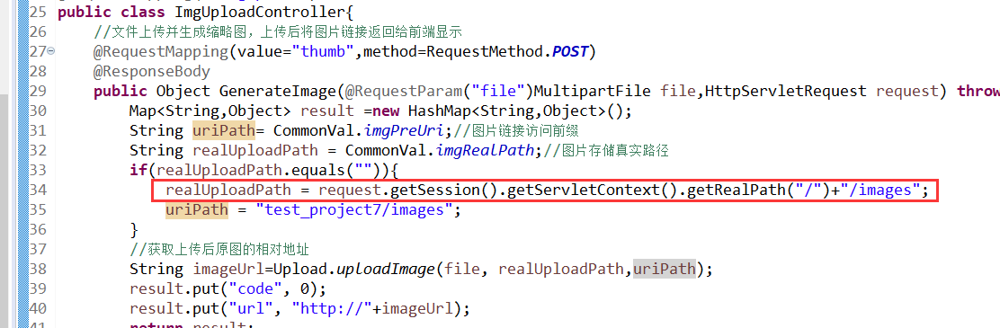 25 public class ImgUploadController{
26 //文件上传并生成缩略图，上传后将图片链接返回给前端显示
27 @RequestMapping(value="thumb",method=RequestMethod.POST)
28 @ResponseBody
29 public Object GenerateImage(@RequestParam("file")MultipartFile file,HttpServletRequest request) throw
30 Map<String,Object> result =new HashMap<String,Object>();
31 String uriPath= CommonVal.imgPreUri;//图片链接访问前缀
32 String realUploadPath = CommonVal.imgRealPath;//图片存储真实路径
33 if(realUploadPath.equals("")){
34 realUploadPath = request.getSession().getServletContext().getRealPath("/")+"/images";
35 uriPath = "test_project7/images";
36 }
37 //获取上传后原图的相对地址
38 String imageUrl=Upload.uploadImage(file, realUploadPath,uriPath);
39 result.put("code", 0);
40 result.put("url", "http://"+imageUrl);
41 return result;